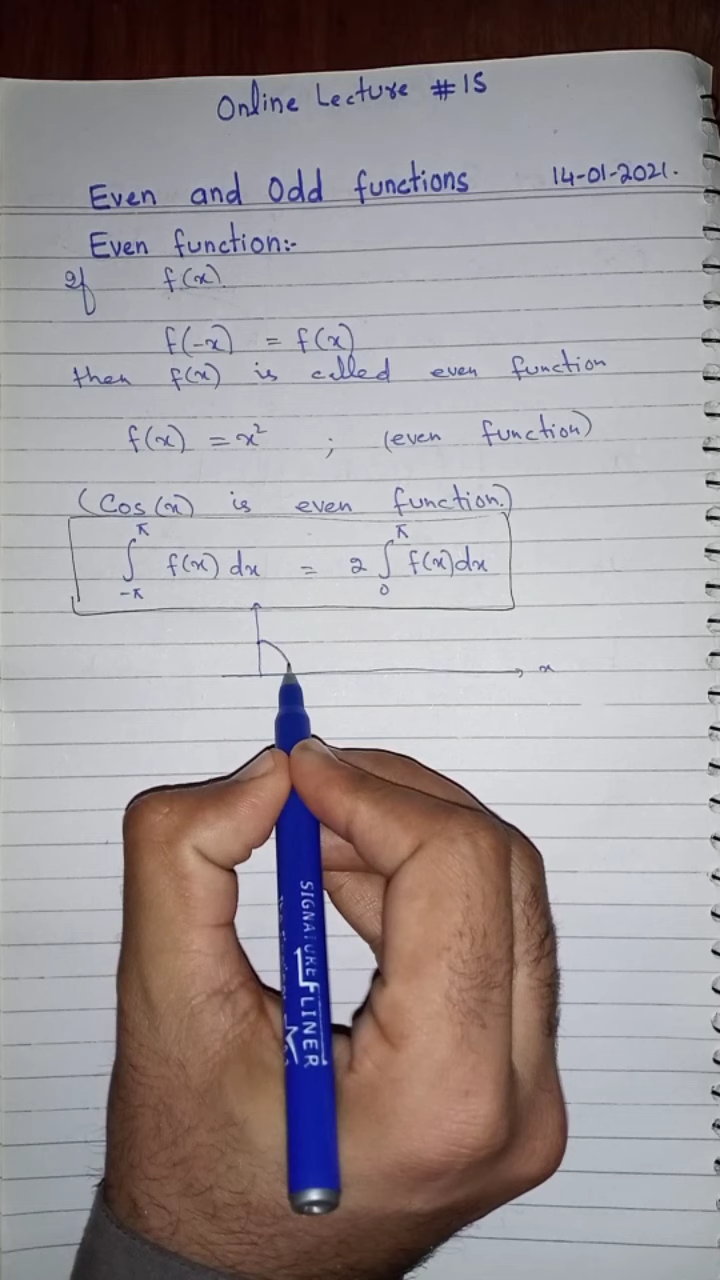 Online Lecture #15
Even and Odd functions 14-01-2021.
Even function:-
If f(x)
f(-x) = f(x)
then f(x) is called even function
f(x) = x² ; (even function)
(Cos(x) is even function.)
∫_{-π}^{π} f(x) dx = 2 ∫_{0}^{π} f(x)dx
x
SIGNATURE FLINER